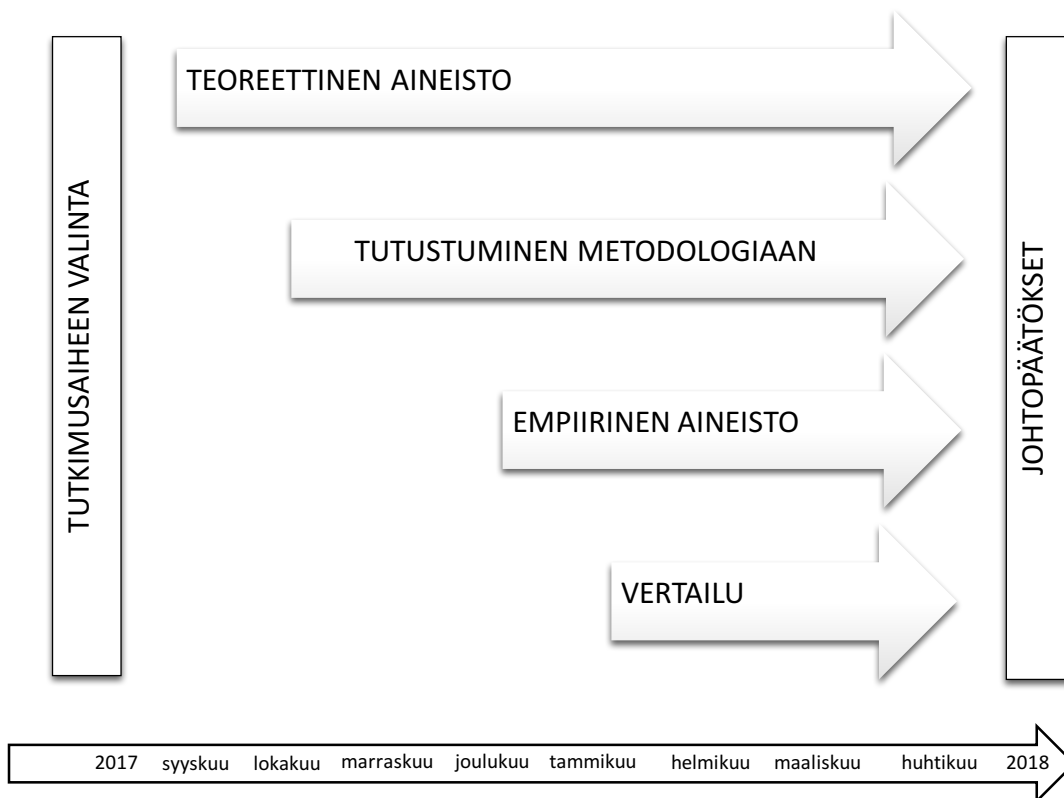 TUTKIMUSAIHEEN VALINTA
TEOREETTINEN AINEISTO
TUTUSTUMINEN METODOLOGIAAN
EMPIIRINEN AINEISTO
VERTAILU
JOHTOPÄÄTÖKSET
2017 syyskuu lokakuu marraskuu joulukuu tammikuu helmikuu maaliskuu huhtikuu 2018